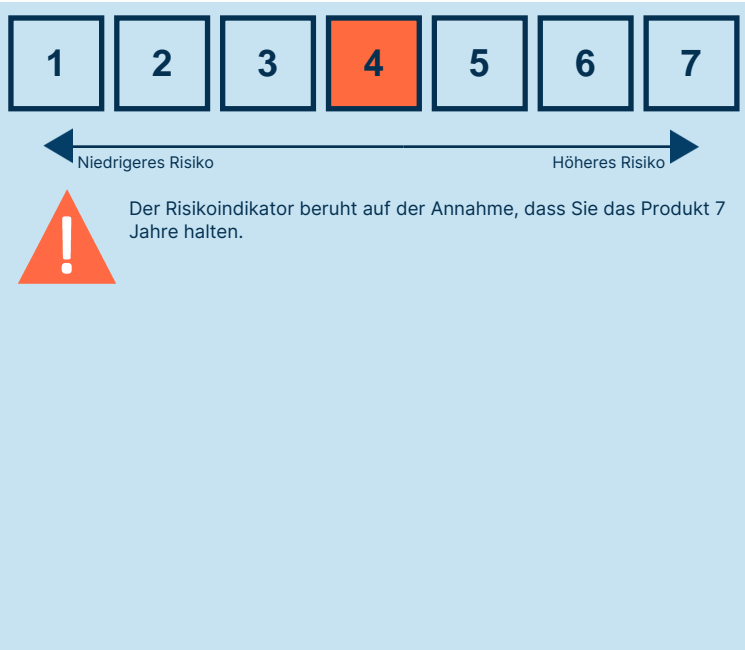 1 2 3 4 5 6 7
Niedrigeres Risiko Höheres Risiko
Der Risikoindikator beruht auf der Annahme, dass Sie das Produkt 7
Jahre halten.